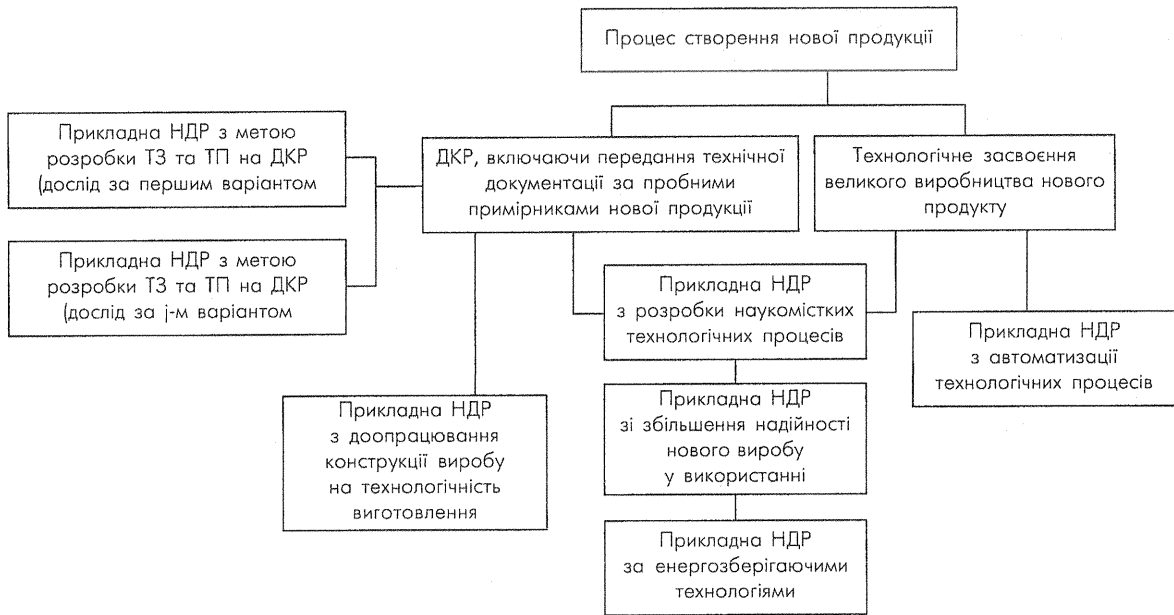 Процес створення нової продукції
Прикладна НДР з метою
розробки ТЗ та ТП на ДКР
(дослід за першим варіантом
ДКР, включаючи передання технічної
документації за пробними
примірниками нової продукції
Технологічне засвоєння
великого виробництва нового
продукту
Прикладна НДР з метою
розробки ТЗ та ТП на ДКР
(дослід за j-м варіантом
Прикладна НДР
з розробки наукомістких
технологічних процесів
Прикладна НДР
з автоматизації
технологічних процесів
Прикладна НДР
з доопрацювання
конструкції виробу
на технологічність
виготовлення
Прикладна НДР
зі збільшення надійності
нового виробу
у використанні
Прикладна НДР
за енергозберігаючими
технологіями